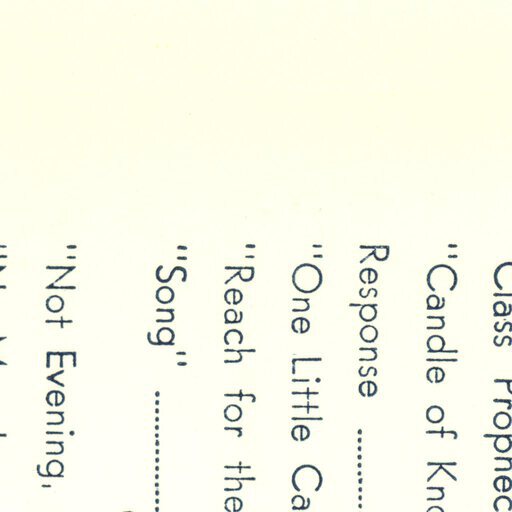 Class Prophec
"Candle of Kno
Response ..........
"One Little Ca
"Reach for the
"Song" ..............
"Not Evening,